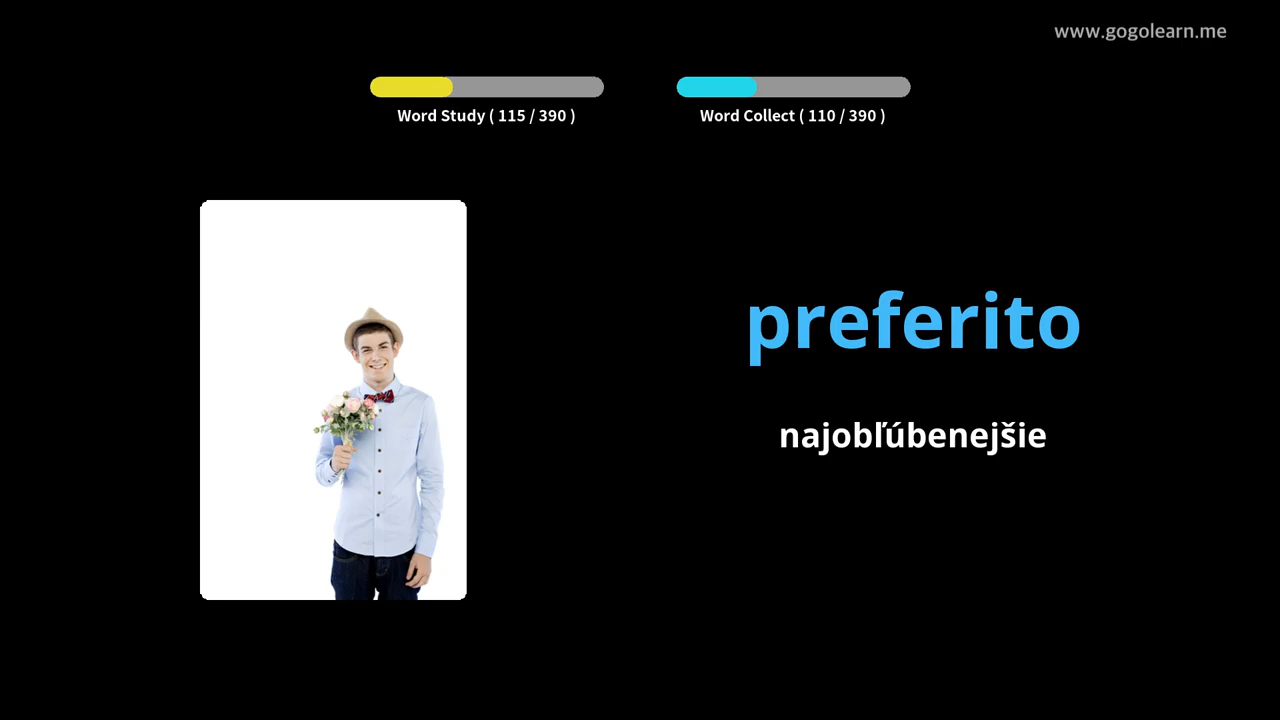 www.gogolearn.me
Word Study ( 115 / 390 )
Word Collect ( 110 / 390 )
preferito
najobľúbenejšie